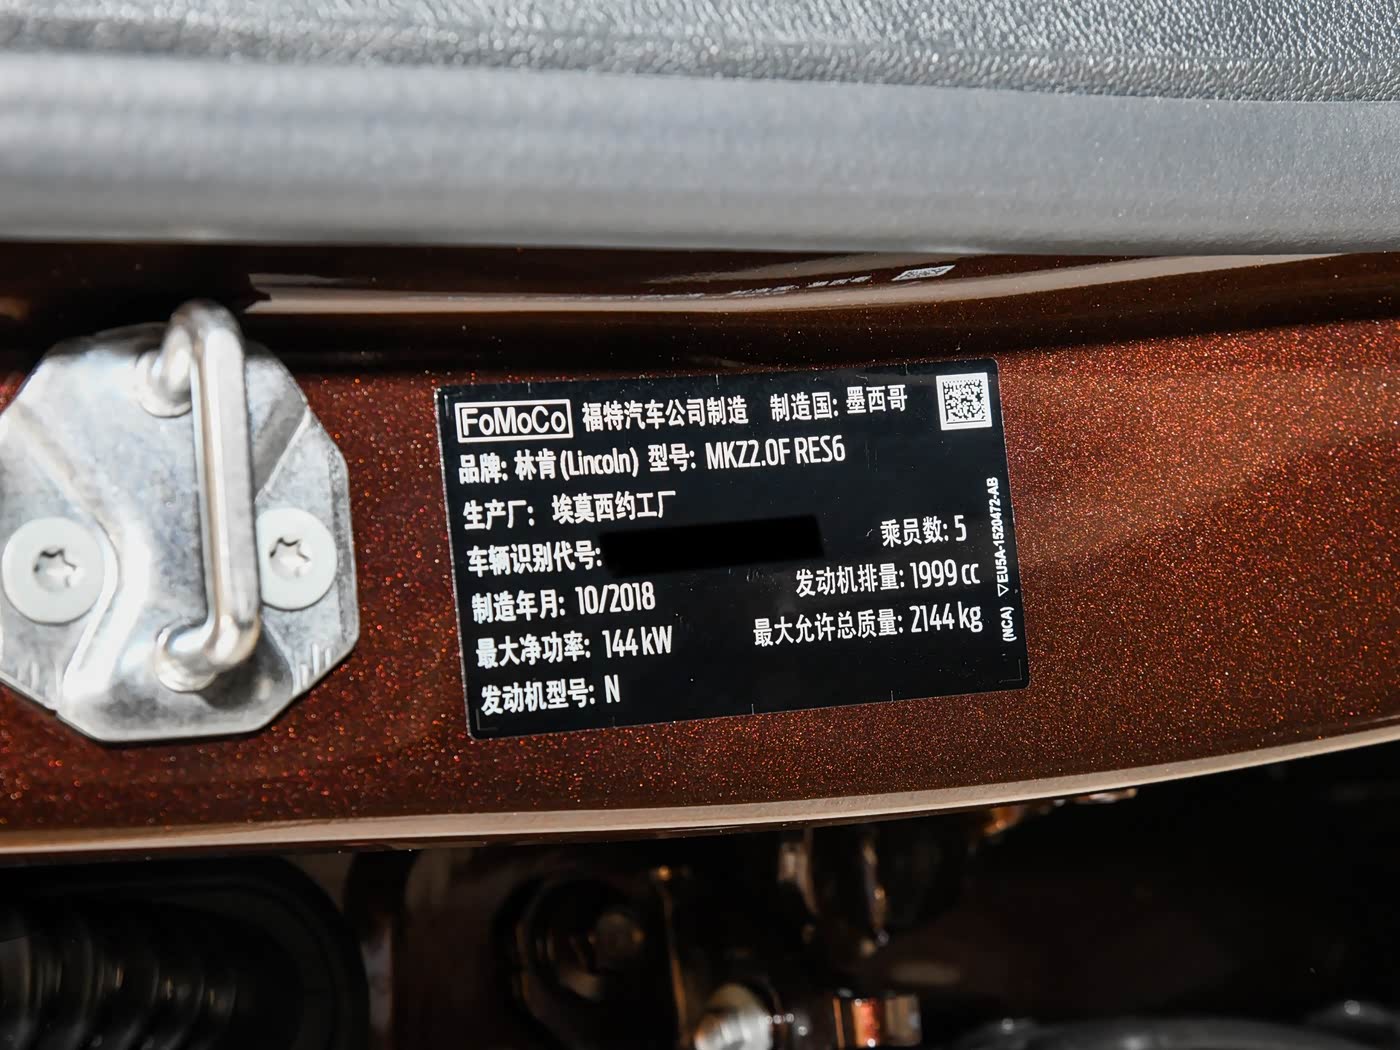 FoMoCo 福特汽车公司制造 制造国: 墨西哥
品牌: 林肯(Lincoln) 型号: MKZ2.0F RES6
生产厂: 埃莫西约工厂
车辆识别代号: 乘员数: 5
制造年月: 10/2018 发动机排量: 1999 cc
最大净功率: 144 kW 最大允许总质量: 2144 kg
发动机型号: N
(NCA) ▽EU5A-1520472-AB